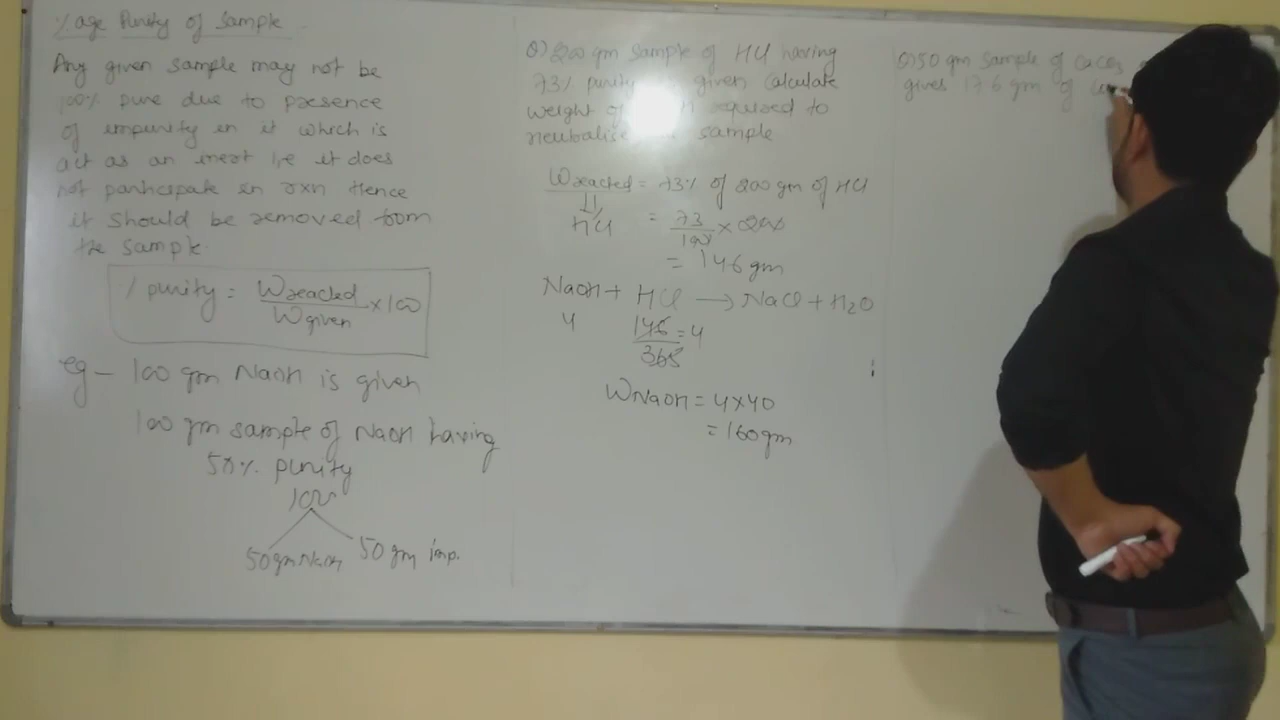 %age Purity of Sample
Any given sample may not be
100% pure due to presence
of impurity in it which is
act as an inert i,e it does
not participate in rxn Hence
it should be removed from
the sample.
% purity = Wreacted / Wgiven × 100
eg – 100 gm NaOH is given
100 gm sample of NaOH having
50% purity
100
50gm NaOH 50 gm imp.
Q) 200 gm sample of HCl having
73% purity given calculate
weight of required to
neutralise sample
Wreacted = 73% of 200 gm of HCl
HCl = 73/100 × 200
= 146 gm
NaOH + HCl → NaCl + H2O
4 146/36.5 = 4
WNaOH = 4×40
= 160gm
Q) 50 gm sample of CaCO3
gives 17.6 gm of